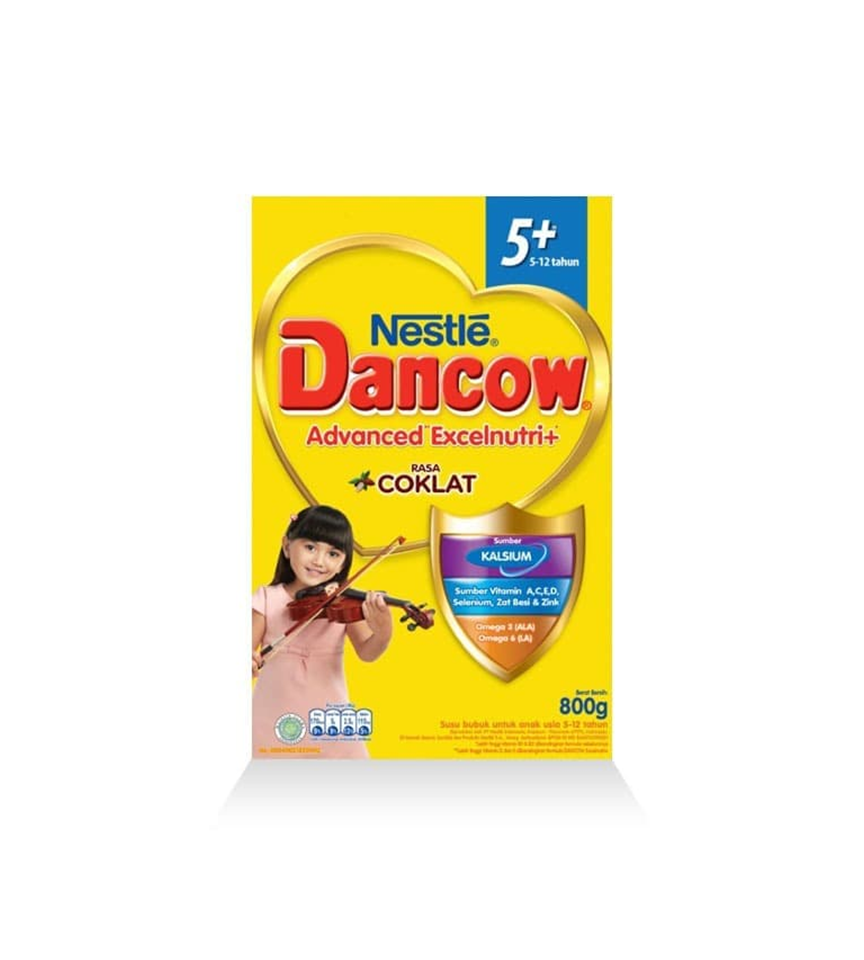 5+
5-12 tahun
Nestlé®
Dancow®
Advanced™ Excelnutri+
RASA
COKLAT
Sumber
KALSIUM
Sumber Vitamin A,C,E,D,
Selenium, Zat Besi & Zink
Omega 3 (ALA)
Omega 6 (LA)
Berat Bersih:
800g
Susu bubuk untuk anak usia 5-12 tahun